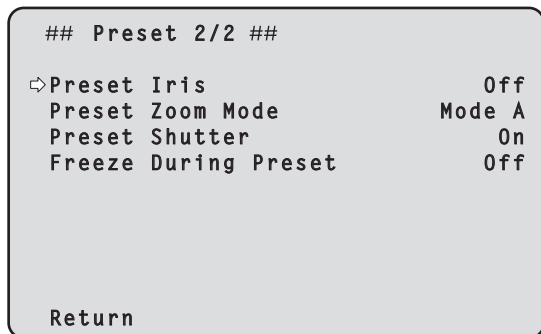 ## Preset 2/2 ##
⇨Preset Iris Off
Preset Zoom Mode Mode A
Preset Shutter On
Freeze During Preset Off
Return